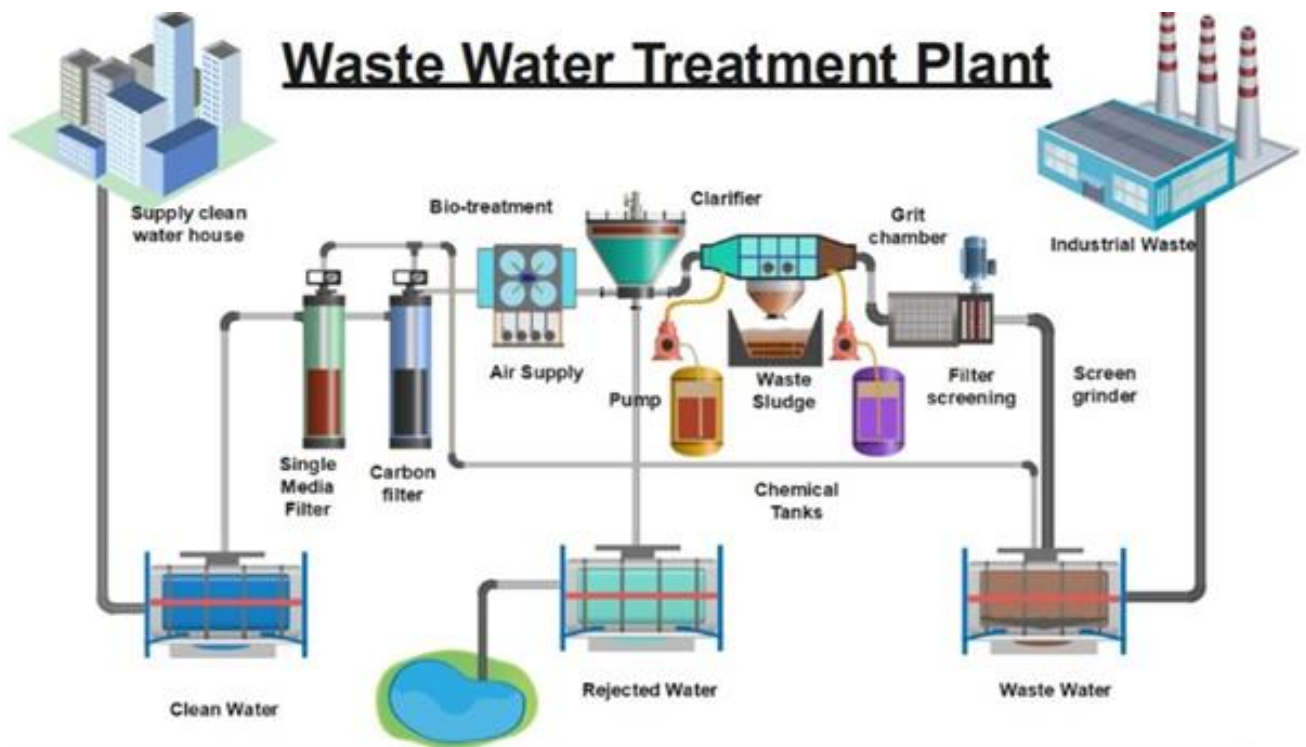 Waste Water Treatment Plant
Supply clean
water house
Bio-treatment
Clarifier
Grit
chamber
Industrial Waste
Air Supply
Pump
Waste
Sludge
Filter
screening
Screen
grinder
Single
Media
Filter
Carbon
filter
Chemical
Tanks
Clean Water
Rejected Water
Waste Water